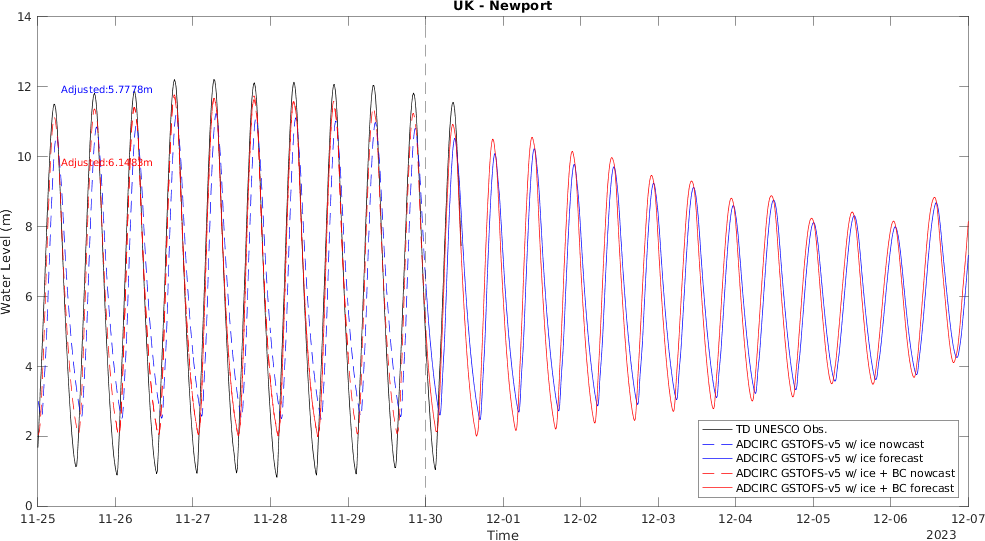 UK - Newport
14
12
10
8
6
4
2
0
Water Level (m)
Adjusted:5.7778m
Adjusted:6.1483m
TD UNESCO Obs.
ADCIRC GSTOFS-v5 w/ ice nowcast
ADCIRC GSTOFS-v5 w/ ice forecast
ADCIRC GSTOFS-v5 w/ ice + BC nowcast
ADCIRC GSTOFS-v5 w/ ice + BC forecast
11-25 11-26 11-27 11-28 11-29 11-30 12-01 12-02 12-03 12-04 12-05 12-06 12-07
Time
2023